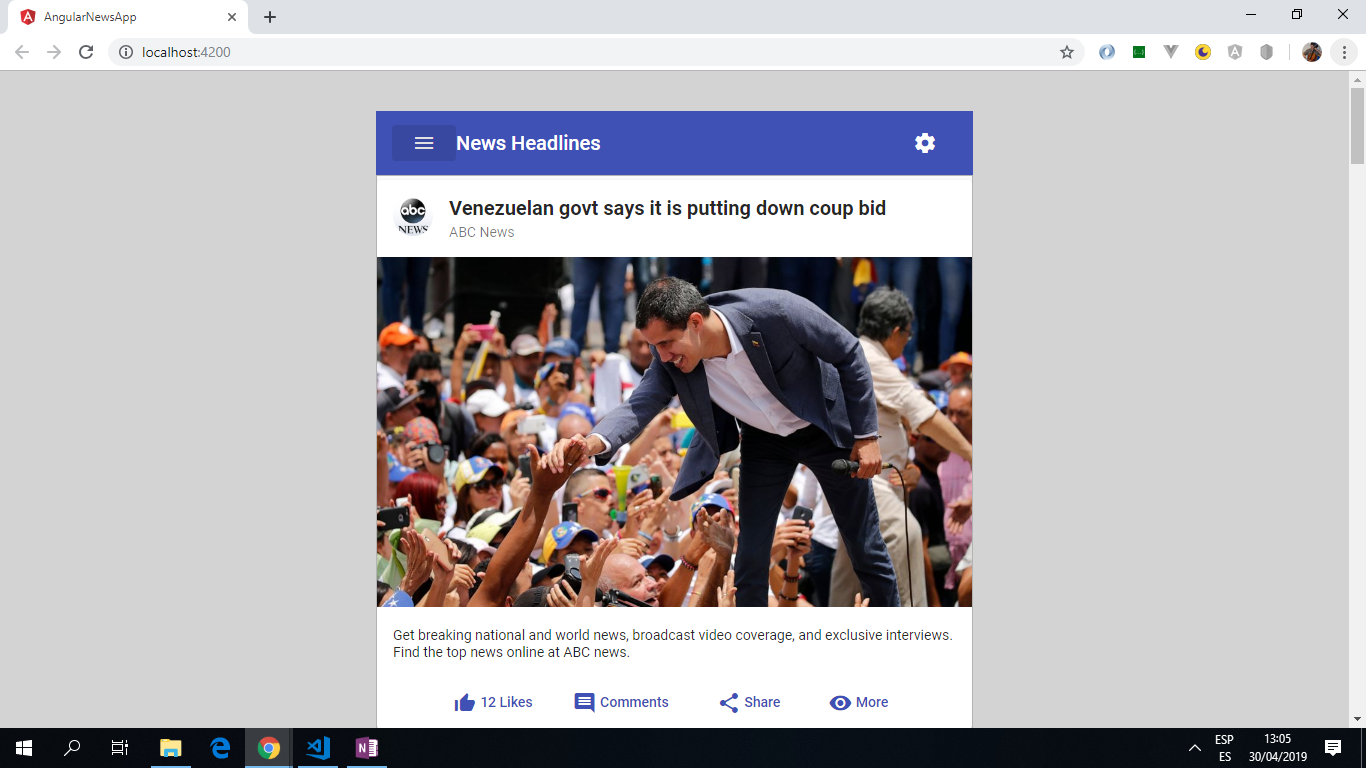 AngularNewsApp
localhost:4200
News Headlines
abc
NEWS
Venezuelan govt says it is putting down coup bid
ABC News
Get breaking national and world news, broadcast video coverage, and exclusive interviews.
Find the top news online at ABC news.
12 Likes
Comments
Share
More
ESP
ES
13:05
30/04/2019